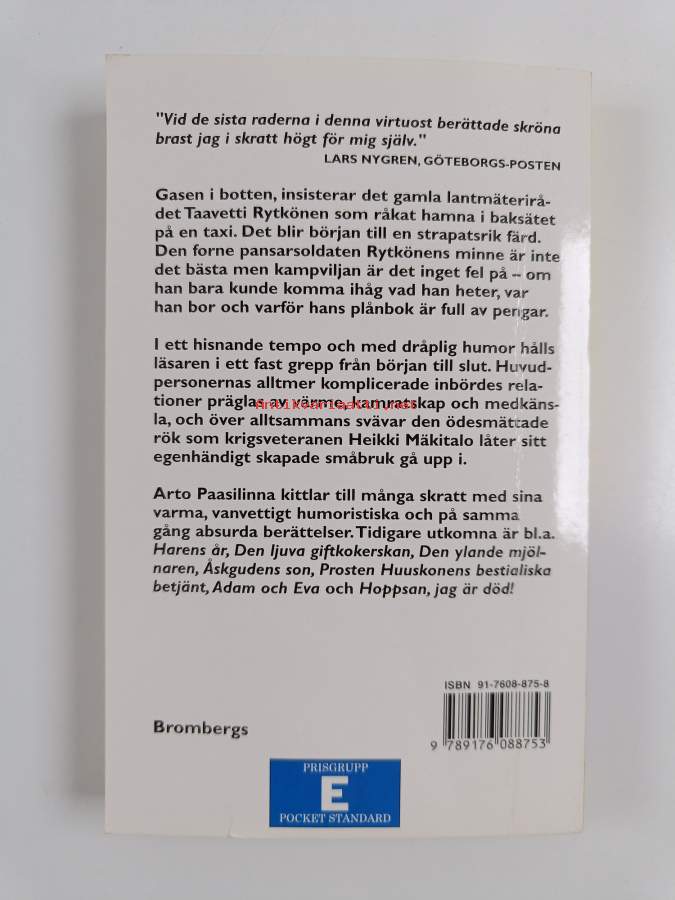 "Vid de sista raderna i denna virtuost berättade skröna
brast jag i skratt högt för mig själv."
LARS NYGREN, GÖTEBORGS-POSTEN
Gasen i botten, insisterar det gamla lantmäterirå-
det Taavetti Rytkönen som råkat hamna i baksätet
på en taxi. Det blir början till en strapatsrik färd.
Den forne pansarsoldaten Rytkönens minne är inte
det bästa men kampviljan är det inget fel på – om
han bara kunde komma ihåg vad han heter, var
han bor och varför hans plånbok är full av pengar.
I ett hisnande tempo och med dråplig humor hålls
läsaren i ett fast grepp från början till slut. Huvud-
personernas alltmer komplicerade inbördes rela-
tioner präglas av värme, kamratskap och medkäns-
Antikvariaatti.net
la, och över alltsammans svävar den ödesmättade
rök som krigsveteranen Heikki Mäkitalo låter sitt
egenhändigt skapade småbruk gå upp i.
Arto Paasilinna kittlar till många skratt med sina
varma, vanvettigt humoristiska och på samma
gång absurda berättelser. Tidigare utkomna är bl.a.
Harens år, Den ljuva giftkokerskan, Den ylande mjöl-
naren, Åskgudens son, Prosten Huuskonens bestialiska
betjänt, Adam och Eva och Hoppsan, jag är död!
ISBN 91-7608-875-8
Brombergs
9 789176 088753
PRISGRUPP
E
POCKET STANDARD